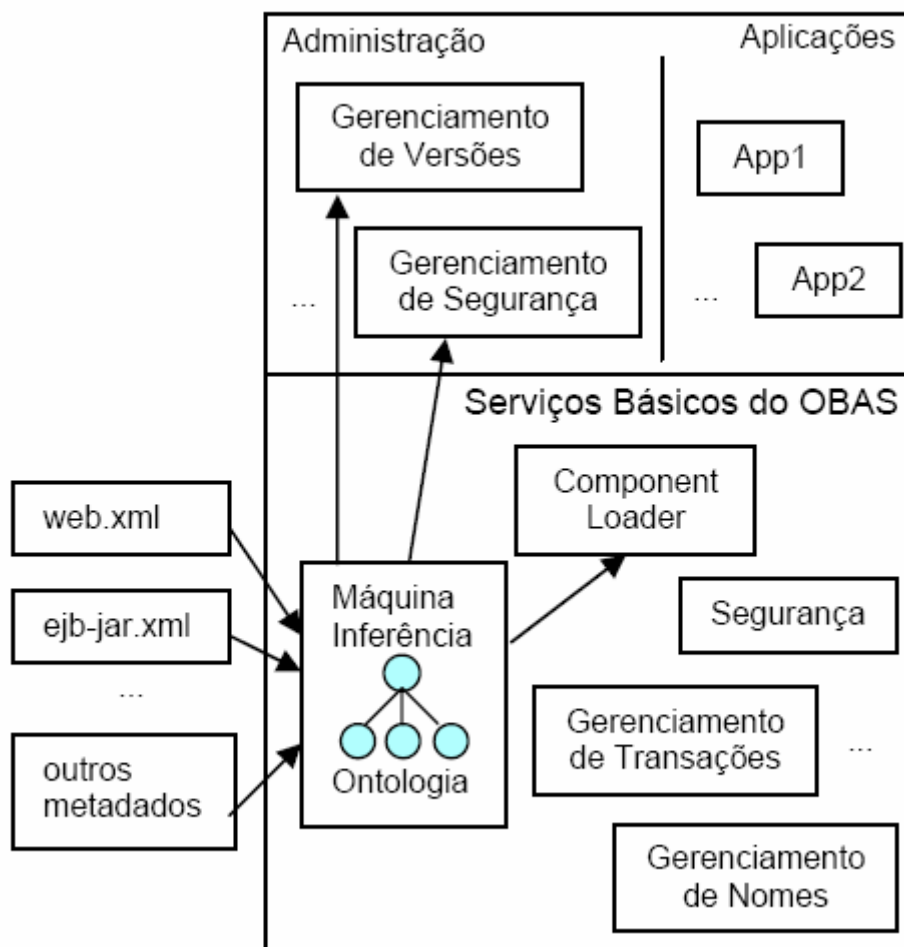 Administração
Aplicações
Gerenciamento
de Versões
App1
Gerenciamento
de Segurança
...
App2
...
Serviços Básicos do OBAS
Component
Loader
web.xml
Máquina
Inferência
Segurança
ejb-jar.xml
...
Gerenciamento
de Transações
...
outros
metadados
Ontologia
Gerenciamento
de Nomes